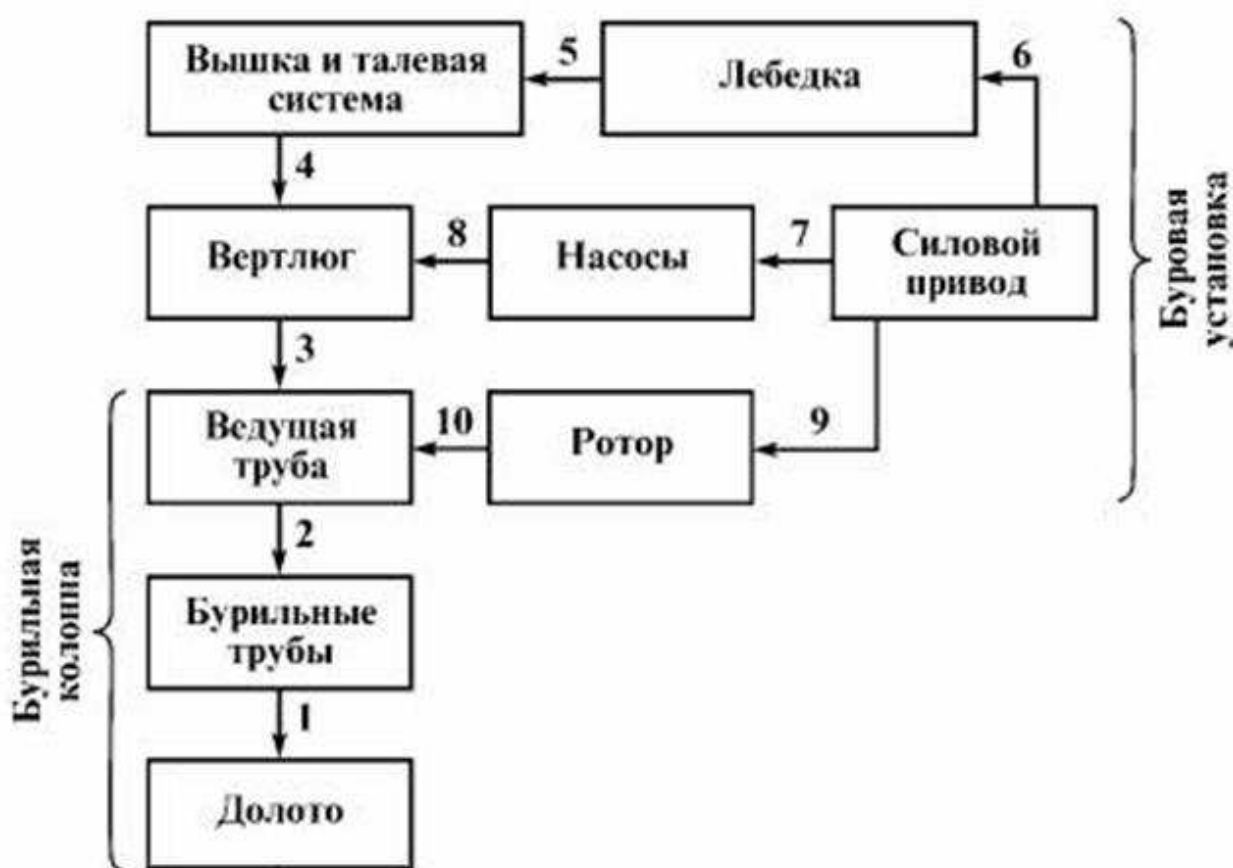 Вышка и талевая
система
5
Лебедка
6
4
Вертлюг
8
Насосы
7
Силовой
привод
Буровая
установка
3
Ведущая
труба
10
Ротор
9
2
Бурильные
трубы
Бурильная
колонна
1
Долото